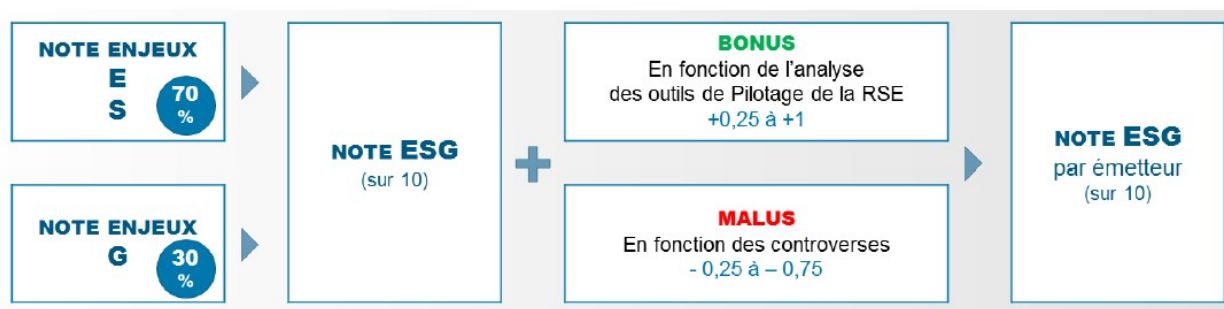 NOTE ENJEUX
E
S
70
%
NOTE ENJEUX
G
30
%
NOTE ESG
(sur 10)
BONUS
En fonction de l'analyse
des outils de Pilotage de la RSE
+0,25 à +1
MALUS
En fonction des controverses
- 0,25 à – 0,75
NOTE ESG
par émetteur
(sur 10)